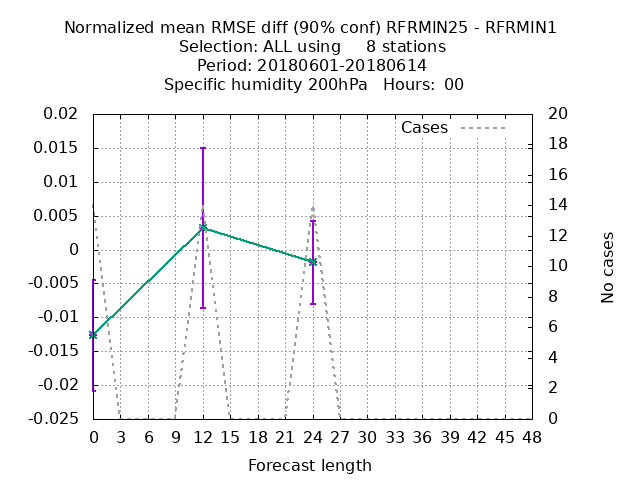 Normalized mean RMSE diff (90% conf) RFRMIN25 - RFRMIN1
Selection: ALL using     8 stations
Period: 20180601-20180614
Specific humidity 200hPa   Hours:  00
0.02
0.015
0.01
0.005
0
-0.005
-0.01
-0.015
-0.02
-0.025
Cases
20
18
16
14
12
10
8
6
4
2
0
No cases
0 3 6 9 12 15 18 21 24 27 30 33 36 39 42 45 48
Forecast length